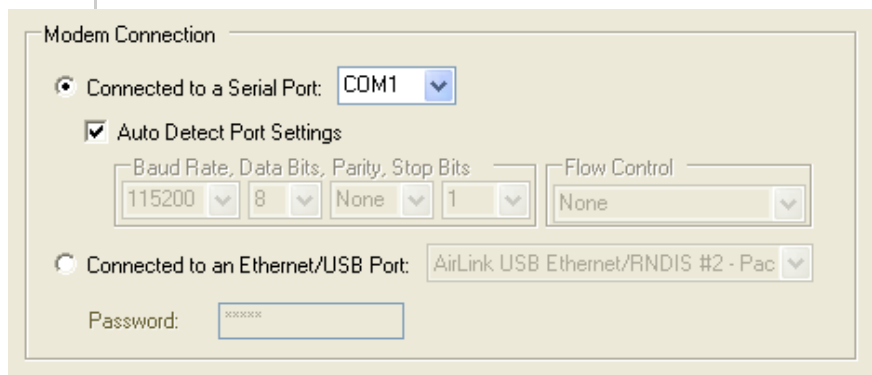 Modem Connection
Connected to a Serial Port: COM1
Auto Detect Port Settings
Baud Rate, Data Bits, Parity, Stop Bits Flow Control
115200 8 None 1 None
Connected to an Ethernet/USB Port: AirLink USB Ethernet/RNDIS #2 - Pac
Password: xxxxx